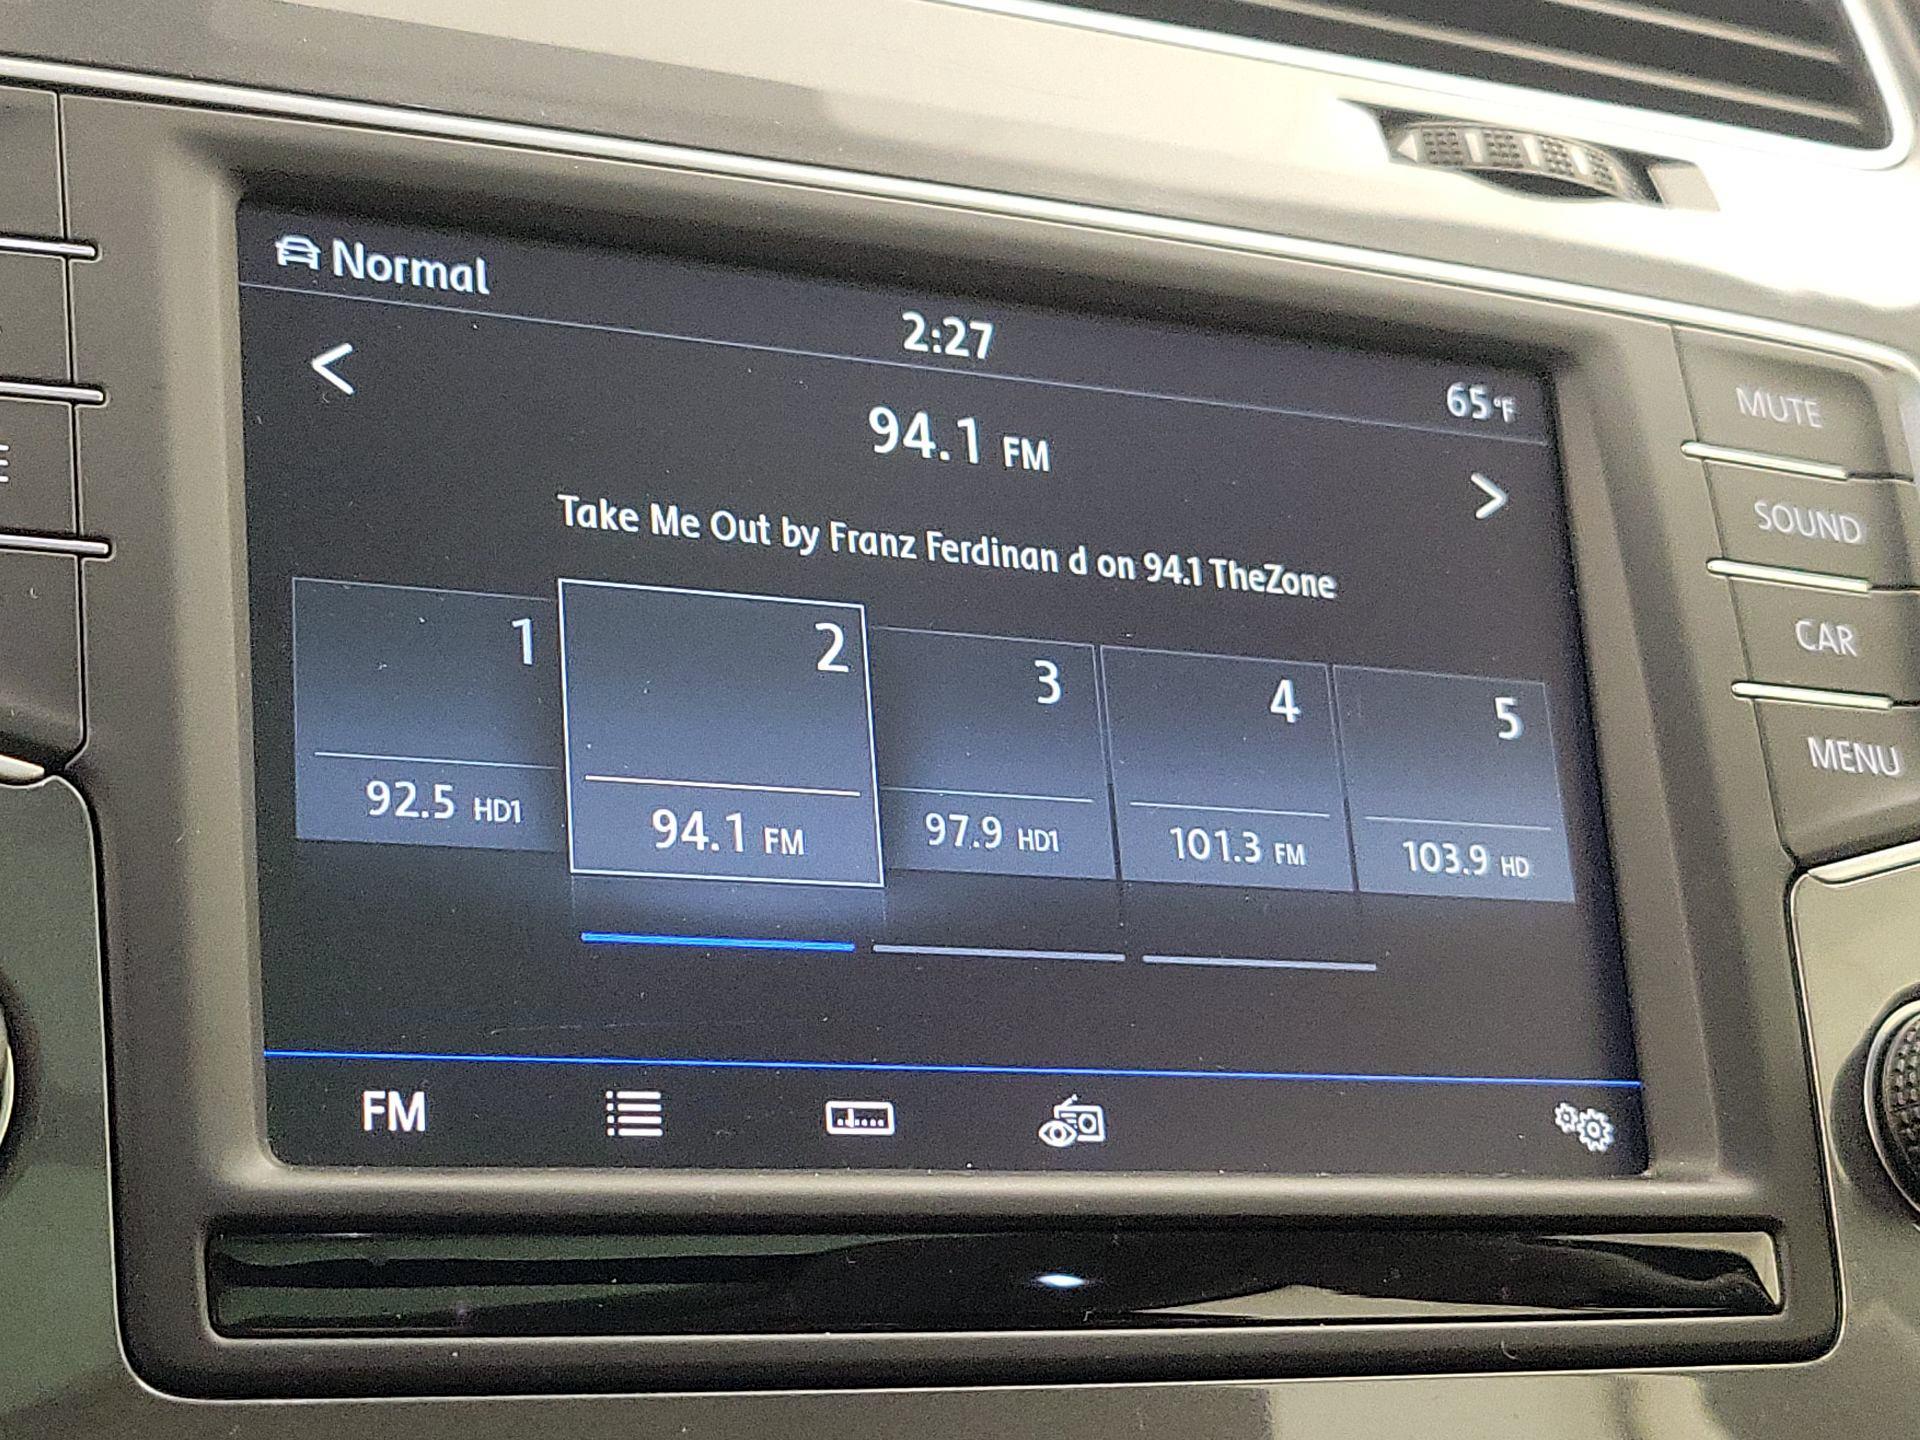 Normal
2:27
65°F
<
94.1 FM
>
Take Me Out by Franz Ferdinan d on 94.1 TheZone
1
2
3
4
5
92.5 HD1
94.1 FM
97.9 HD1
101.3 FM
103.9 HD
FM
MUTE
SOUND
CAR
MENU
E